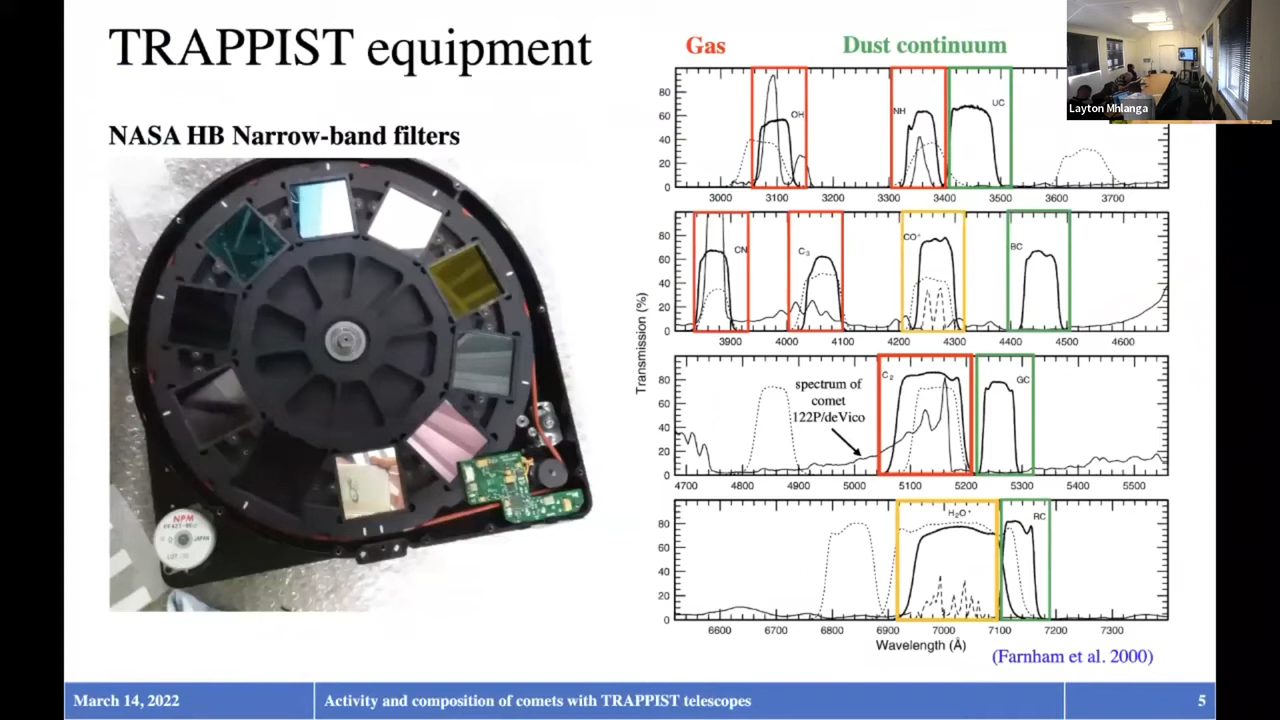 TRAPPIST equipment
NASA HB Narrow-band filters
NPM
JAPAN
Gas
Dust continuum
Layton Mhlanga
Transmission (%)
80
60
40
20
0
OH
NH
UC
3000 3100 3200 3300 3400 3500 3600 3700
80
60
40
20
0
CN
C3
CO+
BC
3900 4000 4100 4200 4300 4400 4500 4600
80
60
40
20
0
spectrum of
comet
122P/deVico
C2
GC
4700 4800 4900 5000 5100 5200 5300 5400 5500
80
60
40
20
0
H2O+
RC
6600 6700 6800 6900 7000 7100 7200 7300
Wavelength (Å)
(Farnham et al. 2000)
March 14, 2022
Activity and composition of comets with TRAPPIST telescopes
5